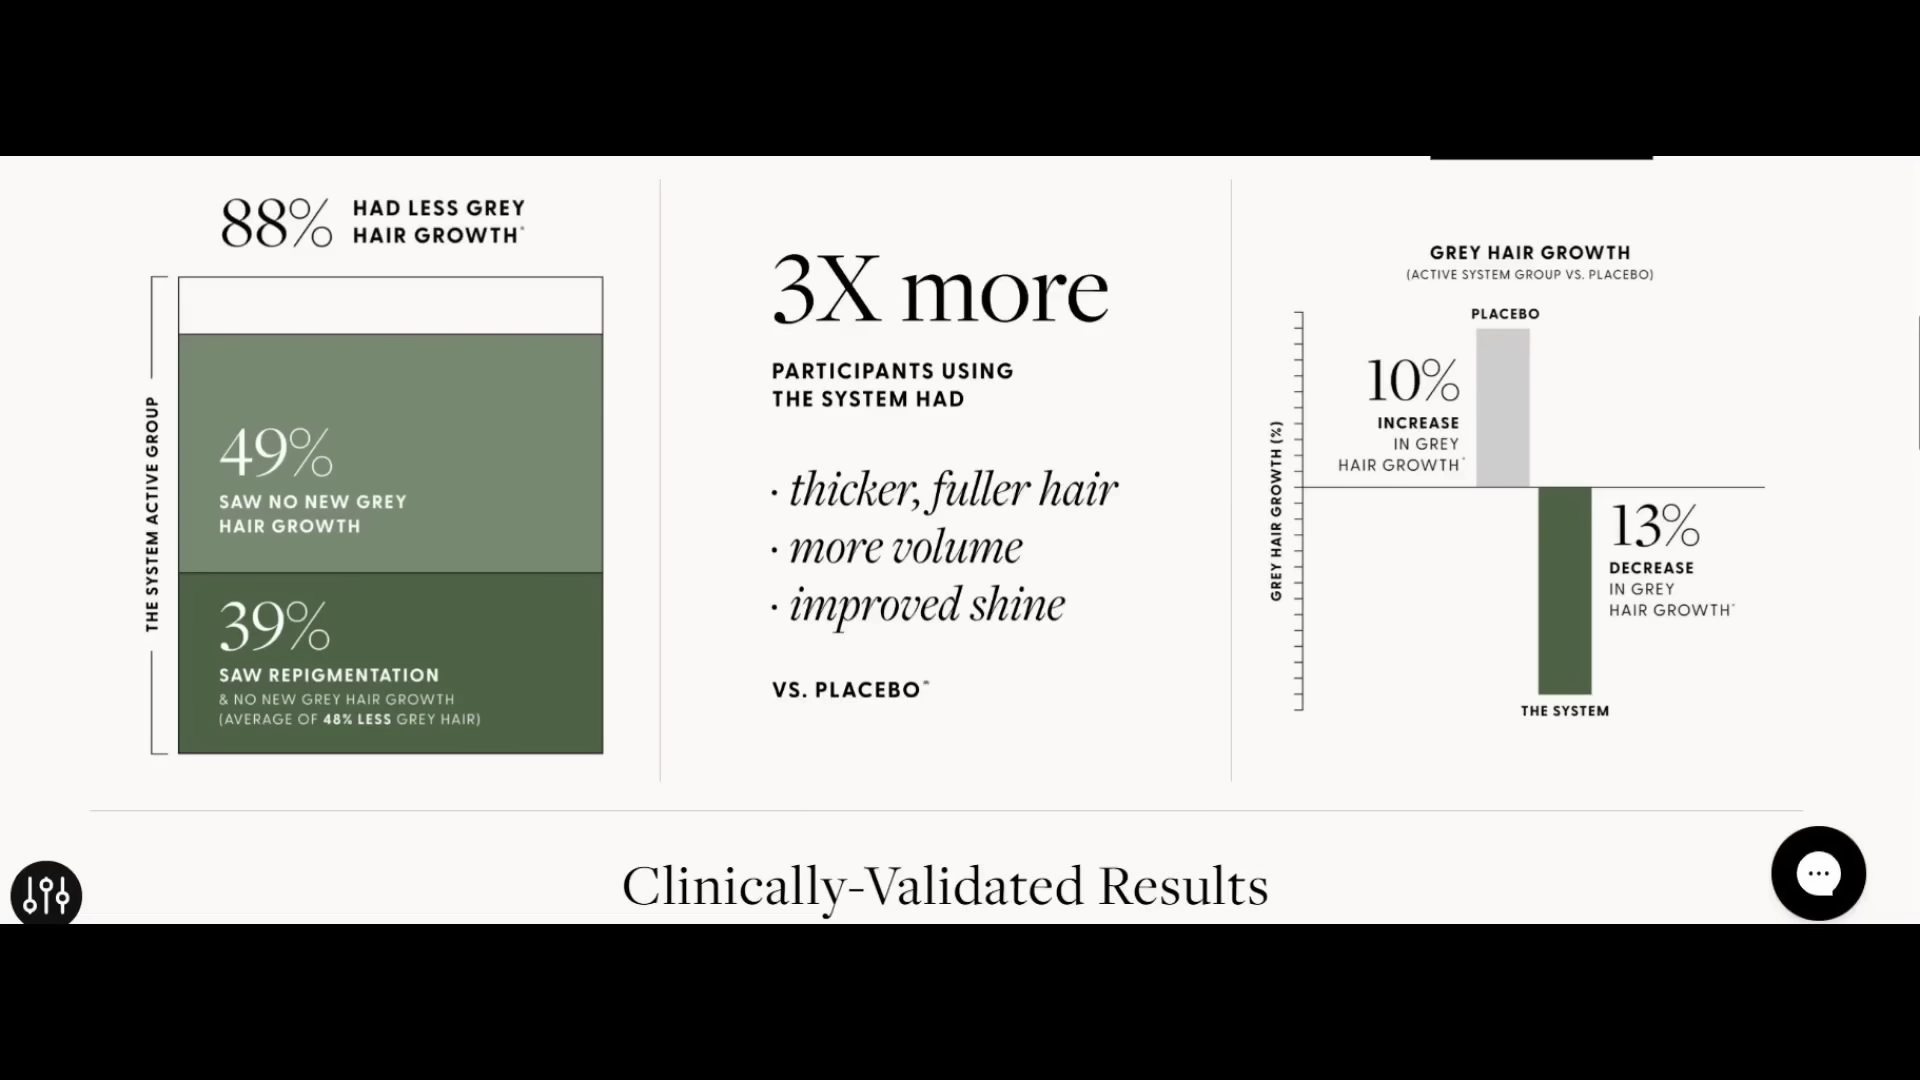 88%
HAD LESS GREY
HAIR GROWTH*
THE SYSTEM ACTIVE GROUP
49%
SAW NO NEW GREY
HAIR GROWTH
39%
SAW REPIGMENTATION
& NO NEW GREY HAIR GROWTH
(AVERAGE OF 48% LESS GREY HAIR)
3X more
PARTICIPANTS USING
THE SYSTEM HAD
· thicker, fuller hair
· more volume
· improved shine
VS. PLACEBO
GREY HAIR GROWTH
(ACTIVE SYSTEM GROUP VS. PLACEBO)
GREY HAIR GROWTH (%)
PLACEBO
10%
INCREASE
IN GREY
HAIR GROWTH*
13%
DECREASE
IN GREY
HAIR GROWTH*
THE SYSTEM
Clinically-Validated Results